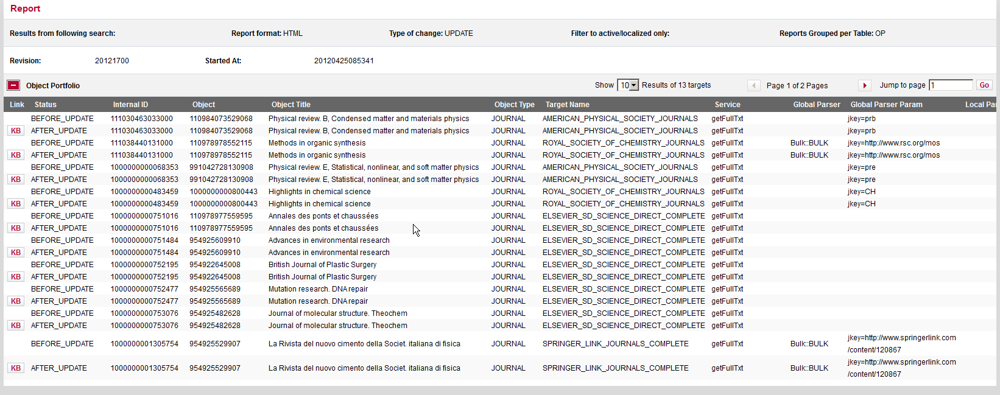 Report
Results from following search: Report format: HTML Type of change: UPDATE Filter to active/localized only: Reports Grouped per Table: OP
Revision: 20121700 Started At: 20120425085341
Object Portfolio Show 10 Results of 13 targets Page 1 of 2 Pages Jump to page 1 Go
Link Status Internal ID Object Object Title Object Type Target Name Service Global Parser Global Parser Param Local Par
BEFORE_UPDATE 111030463033000 110984073529068 Physical review. B, Condensed matter and materials physics JOURNAL AMERICAN_PHYSICAL_SOCIETY_JOURNALS getFullTxt jkey=prb
KB AFTER_UPDATE 111030463033000 110984073529068 Physical review. B, Condensed matter and materials physics JOURNAL AMERICAN_PHYSICAL_SOCIETY_JOURNALS getFullTxt jkey=prb
BEFORE_UPDATE 111038440131000 110978978552115 Methods in organic synthesis JOURNAL ROYAL_SOCIETY_OF_CHEMISTRY_JOURNALS getFullTxt Bulk::BULK jkey=http://www.rsc.org/mos
KB AFTER_UPDATE 111038440131000 110978978552115 Methods in organic synthesis JOURNAL ROYAL_SOCIETY_OF_CHEMISTRY_JOURNALS getFullTxt Bulk::BULK jkey=http://www.rsc.org/mos
BEFORE_UPDATE 1000000000068353 991042728130908 Physical review. E, Statistical, nonlinear, and soft matter physics JOURNAL AMERICAN_PHYSICAL_SOCIETY_JOURNALS getFullTxt jkey=pre
KB AFTER_UPDATE 1000000000068353 991042728130908 Physical review. E, Statistical, nonlinear, and soft matter physics JOURNAL AMERICAN_PHYSICAL_SOCIETY_JOURNALS getFullTxt jkey=pre
BEFORE_UPDATE 1000000000483459 1000000000800443 Highlights in chemical science JOURNAL ROYAL_SOCIETY_OF_CHEMISTRY_JOURNALS getFullTxt jkey=CH
KB AFTER_UPDATE 1000000000483459 1000000000800443 Highlights in chemical science JOURNAL ROYAL_SOCIETY_OF_CHEMISTRY_JOURNALS getFullTxt jkey=CH
BEFORE_UPDATE 1000000000751016 110978977559595 Annales des ponts et chaussées JOURNAL ELSEVIER_SD_SCIENCE_DIRECT_COMPLETE getFullTxt
KB AFTER_UPDATE 1000000000751016 110978977559595 Annales des ponts et chaussées JOURNAL ELSEVIER_SD_SCIENCE_DIRECT_COMPLETE getFullTxt
BEFORE_UPDATE 1000000000751484 954925609910 Advances in environmental research JOURNAL ELSEVIER_SD_SCIENCE_DIRECT_COMPLETE getFullTxt
KB AFTER_UPDATE 1000000000751484 954925609910 Advances in environmental research JOURNAL ELSEVIER_SD_SCIENCE_DIRECT_COMPLETE getFullTxt
BEFORE_UPDATE 1000000000752195 954922645008 British Journal of Plastic Surgery JOURNAL ELSEVIER_SD_SCIENCE_DIRECT_COMPLETE getFullTxt
KB AFTER_UPDATE 1000000000752195 954922645008 British Journal of Plastic Surgery JOURNAL ELSEVIER_SD_SCIENCE_DIRECT_COMPLETE getFullTxt
BEFORE_UPDATE 1000000000752477 954925565689 Mutation research. DNA repair JOURNAL ELSEVIER_SD_SCIENCE_DIRECT_COMPLETE getFullTxt
KB AFTER_UPDATE 1000000000752477 954925565689 Mutation research. DNA repair JOURNAL ELSEVIER_SD_SCIENCE_DIRECT_COMPLETE getFullTxt
BEFORE_UPDATE 1000000000753076 954925482628 Journal of molecular structure. Theochem JOURNAL ELSEVIER_SD_SCIENCE_DIRECT_COMPLETE getFullTxt
KB AFTER_UPDATE 1000000000753076 954925482628 Journal of molecular structure. Theochem JOURNAL ELSEVIER_SD_SCIENCE_DIRECT_COMPLETE getFullTxt
BEFORE_UPDATE 1000000001305754 954925529907 La Rivista del nuovo cimento della Societ. italiana di fisica JOURNAL SPRINGER_LINK_JOURNALS_COMPLETE getFullTxt Bulk::BULK jkey=http://www.springerlink.com
/content/120867
KB AFTER_UPDATE 1000000001305754 954925529907 La Rivista del nuovo cimento della Societ. italiana di fisica JOURNAL SPRINGER_LINK_JOURNALS_COMPLETE getFullTxt Bulk::BULK jkey=http://www.springerlink.com
/content/120867